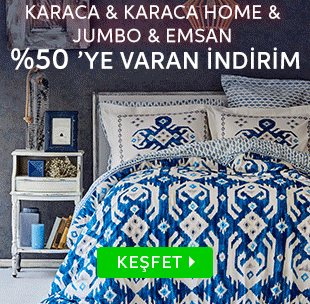 KARACA & KARACA HOME &
JUMBO & EMSAN
%50 'YE VARAN İNDİRİM
KEŞFET